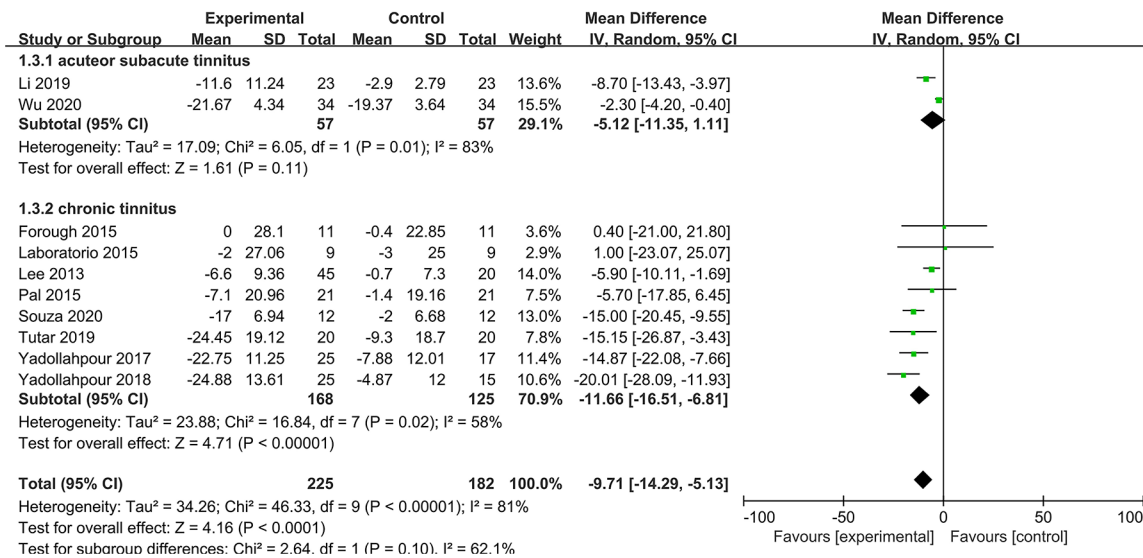 Experimental Control Mean Difference Mean Difference
Study or Subgroup Mean SD Total Mean SD Total Weight IV, Random, 95% CI IV, Random, 95% CI
1.3.1 acuteor subacute tinnitus
Li 2019 -11.6 11.24 23 -2.9 2.79 23 13.6% -8.70 [-13.43, -3.97]
Wu 2020 -21.67 4.34 34 -19.37 3.64 34 15.5% -2.30 [-4.20, -0.40]
Subtotal (95% CI) 57 57 29.1% -5.12 [-11.35, 1.11]
Heterogeneity: Tau² = 17.09; Chi² = 6.05, df = 1 (P = 0.01); I² = 83%
Test for overall effect: Z = 1.61 (P = 0.11)
1.3.2 chronic tinnitus
Forough 2015 0 28.1 11 -0.4 22.85 11 3.6% 0.40 [-21.00, 21.80]
Laboratorio 2015 -2 27.06 9 -3 25 9 2.9% 1.00 [-23.07, 25.07]
Lee 2013 -6.6 9.36 45 -0.7 7.3 20 14.0% -5.90 [-10.11, -1.69]
Pal 2015 -7.1 20.96 21 -1.4 19.16 21 7.5% -5.70 [-17.85, 6.45]
Souza 2020 -17 6.94 12 -2 6.68 12 13.0% -15.00 [-20.45, -9.55]
Tutar 2019 -24.45 19.12 20 -9.3 18.7 20 7.8% -15.15 [-26.87, -3.43]
Yadollahpour 2017 -22.75 11.25 25 -7.88 12.01 17 11.4% -14.87 [-22.08, -7.66]
Yadollahpour 2018 -24.88 13.61 25 -4.87 12 15 10.6% -20.01 [-28.09, -11.93]
Subtotal (95% CI) 168 125 70.9% -11.66 [-16.51, -6.81]
Heterogeneity: Tau² = 23.88; Chi² = 16.84, df = 7 (P = 0.02); I² = 58%
Test for overall effect: Z = 4.71 (P < 0.00001)
Total (95% CI) 225 182 100.0% -9.71 [-14.29, -5.13]
Heterogeneity: Tau² = 34.26; Chi² = 46.33, df = 9 (P < 0.00001); I² = 81%
Test for overall effect: Z = 4.16 (P < 0.0001)
Test for subgroup differences: Chi² = 2.64, df = 1 (P = 0.10), I² = 62.1%
-100 -50 0 50 100
Favours [experimental] Favours [control]